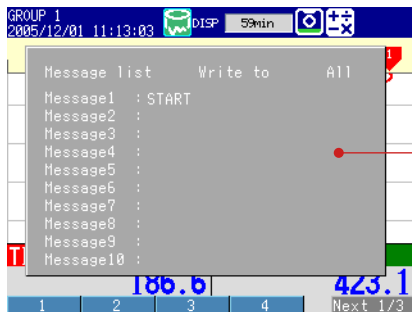 GROUP 1
2005/12/01 11:13:03 DISP 59min
1
Message list Write to All
Message1 : START
Message2 :
Message3 :
Message4 :
Message5 :
Message6 :
Message7 :
Message8 :
Message9 :
Message10 :
T
186.6 423.1
1 2 3 4 Next 1/3